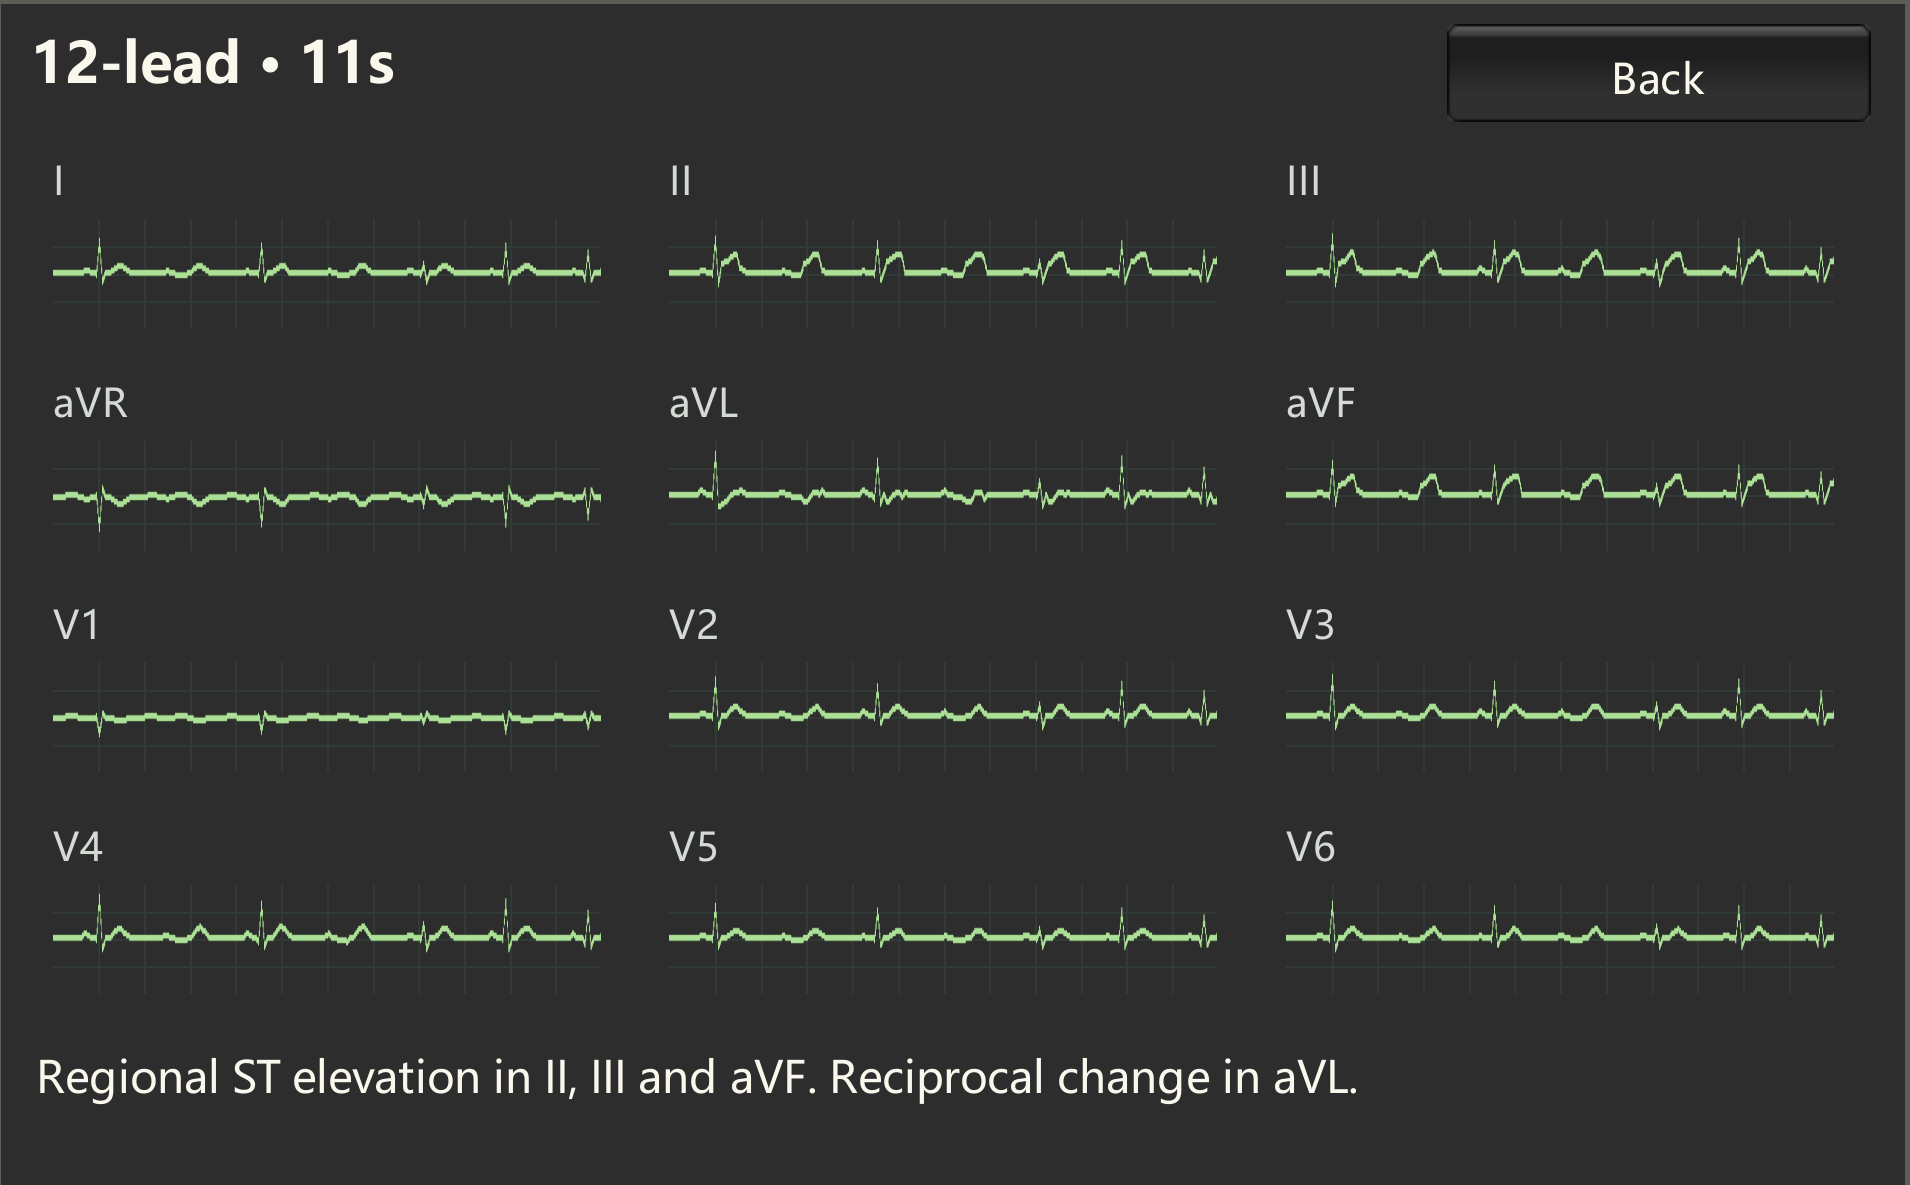 12-lead • 11s
Back
I
II
III
aVR
aVL
aVF
V1
V2
V3
V4
V5
V6
Regional ST elevation in II, III and aVF. Reciprocal change in aVL.